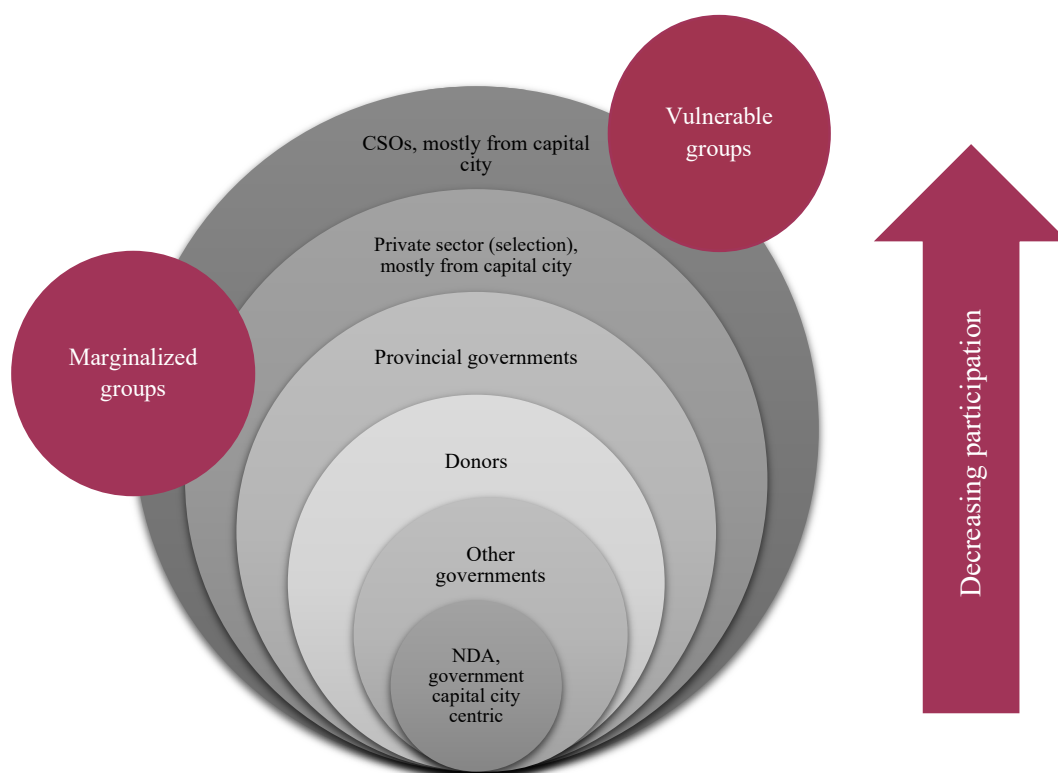 Vulnerable
groups
CSOs, mostly from capital
city
Private sector (selection),
mostly from capital city
Marginalized
groups
Provincial governments
Donors
Other
governments
NDA,
government
capital city
centric
Decreasing participation